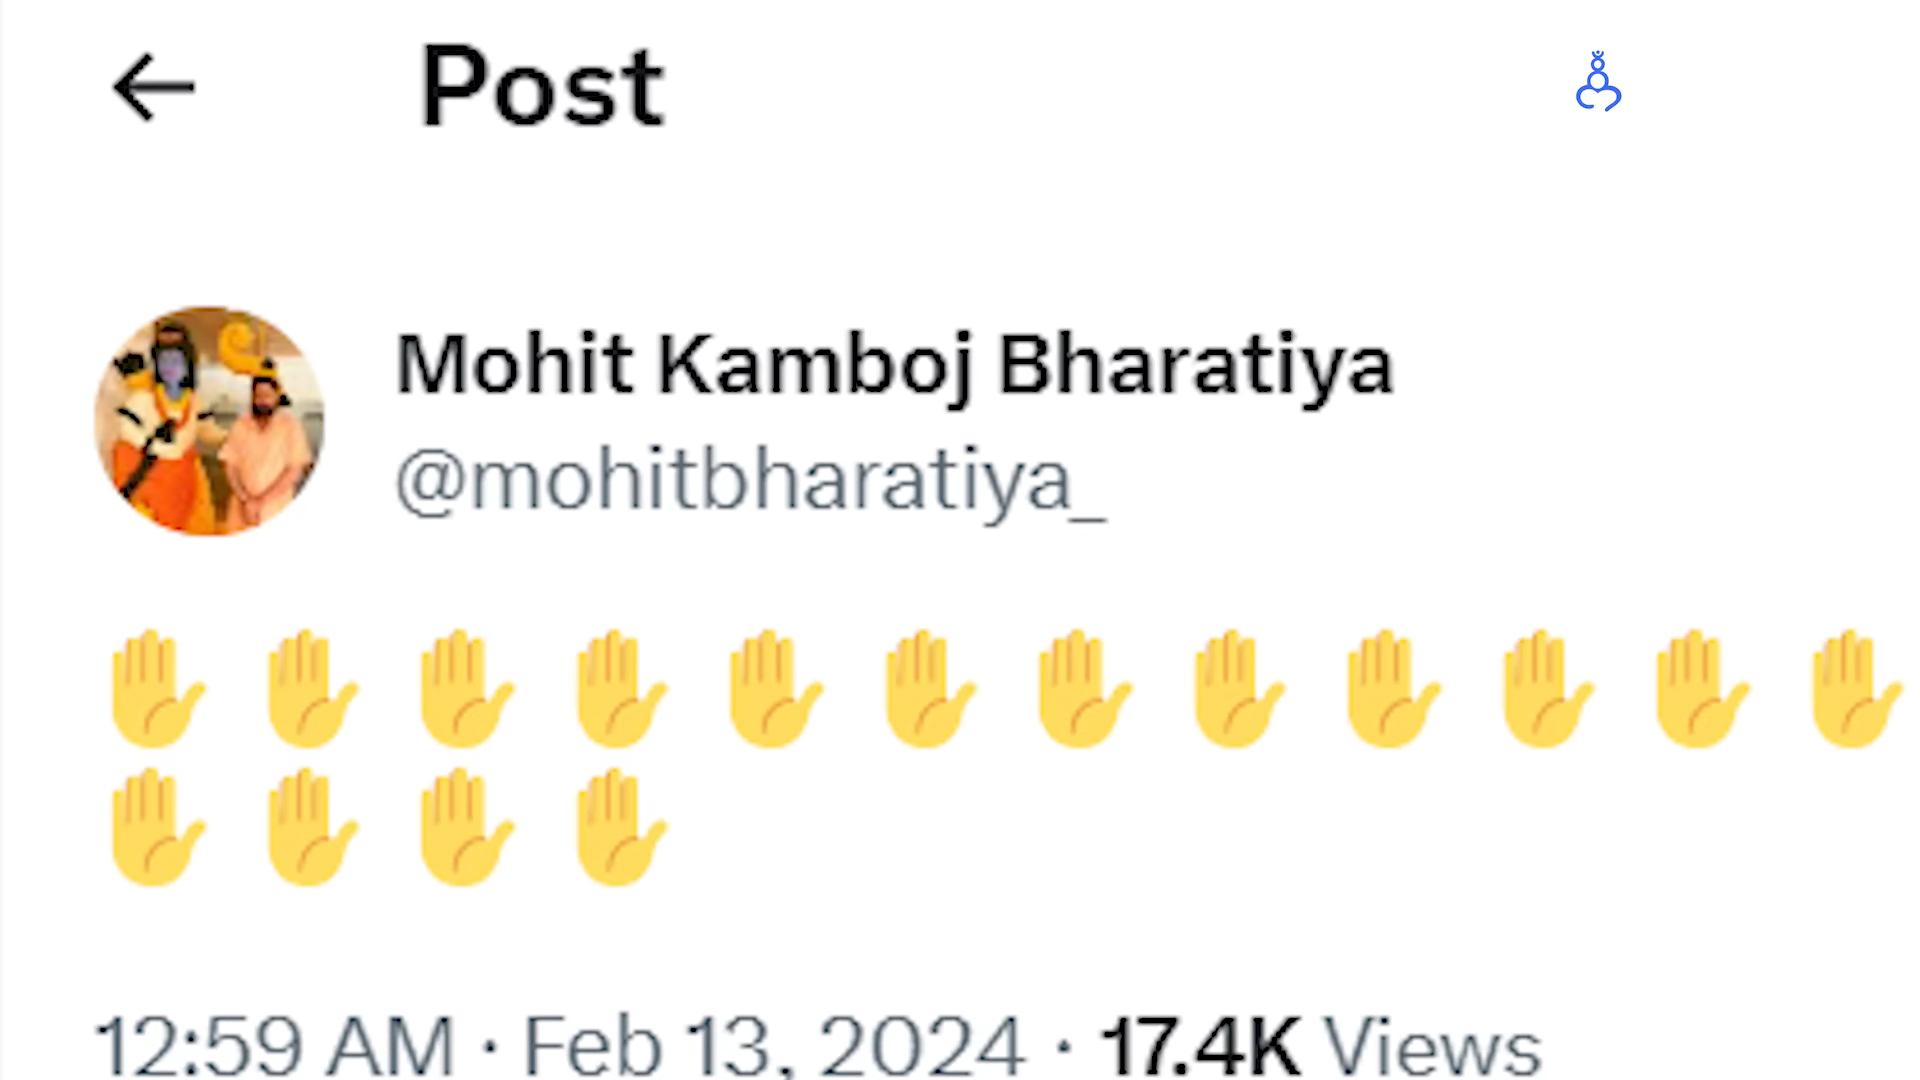 Post
Mohit Kamboj Bharatiya
@mohitbharatiya_
✋ ✋ ✋ ✋ ✋ ✋ ✋ ✋ ✋ ✋ ✋ ✋
✋ ✋ ✋ ✋
12:59 AM · Feb 13, 2024 · 17.4K Views